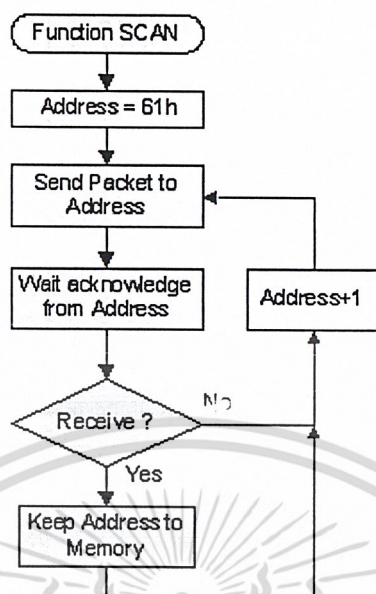 Function SCAN
Address = 61h
Send Packet to
Address
Wait acknowledge
from Address
Address+1
Receive ?
No
Yes
Keep Address to
Memory